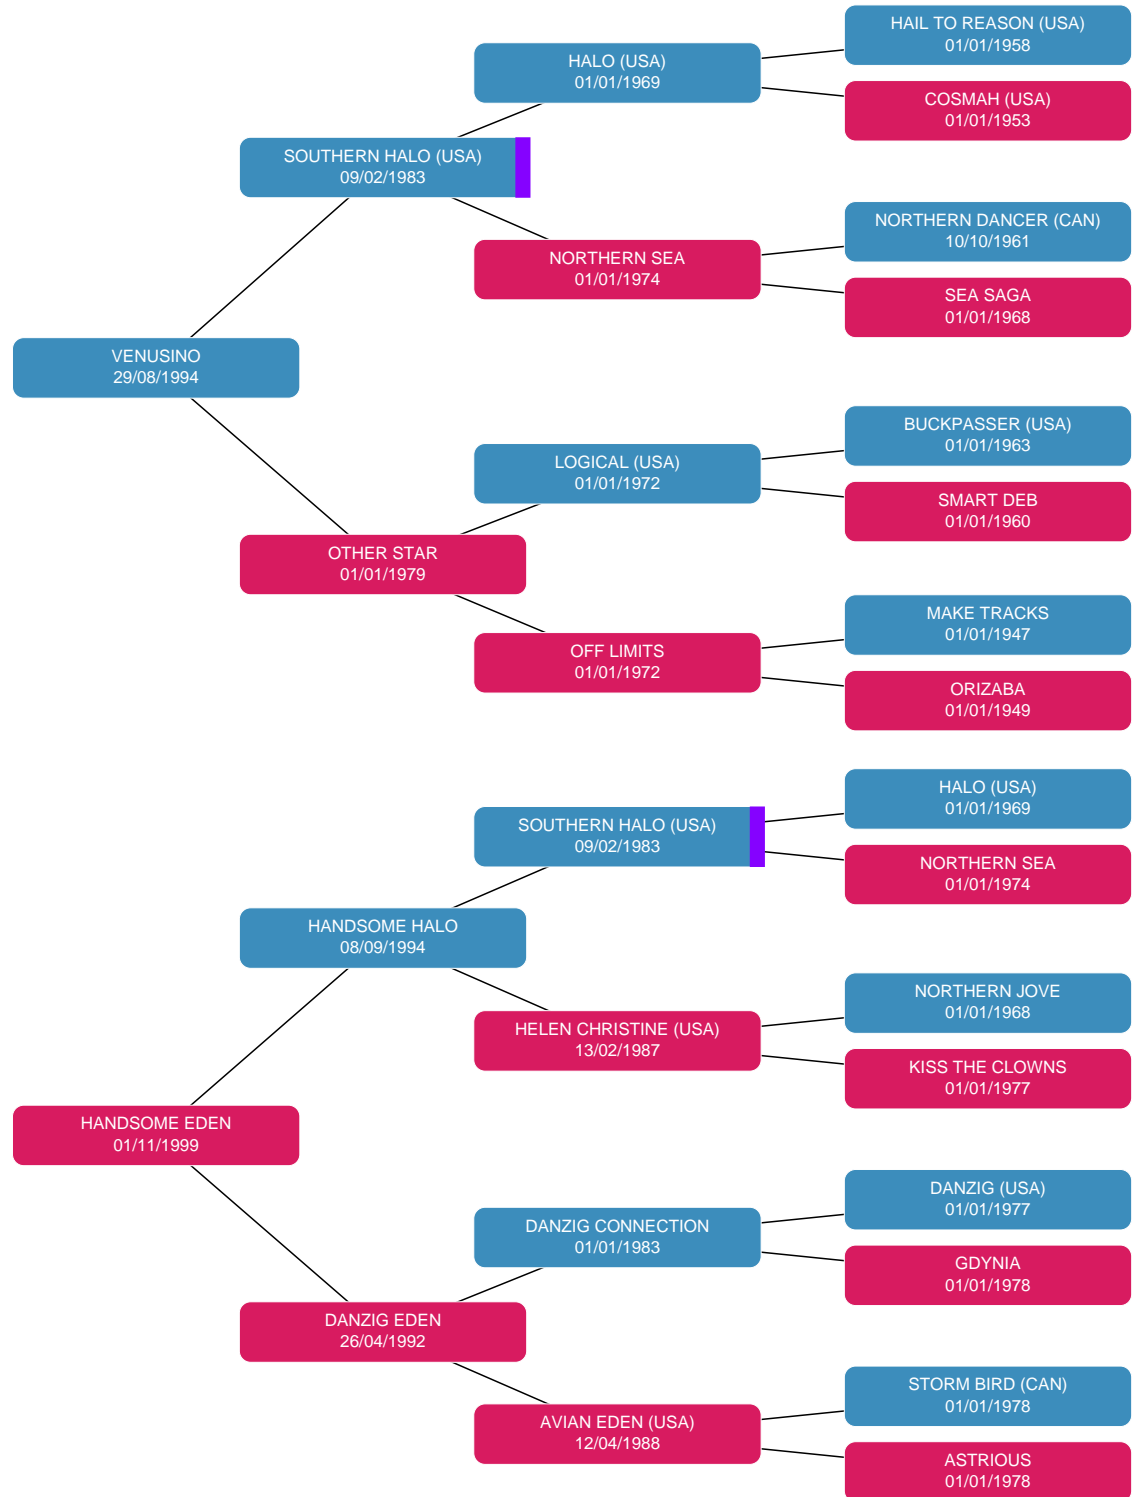 HAIL TO REASON (USA)
01/01/1958
HALO (USA)
01/01/1969
COSMAH (USA)
01/01/1953
SOUTHERN HALO (USA)
09/02/1983
NORTHERN DANCER (CAN)
10/10/1961
NORTHERN SEA
01/01/1974
SEA SAGA
01/01/1968
VENUSINO
29/08/1994
BUCKPASSER (USA)
01/01/1963
LOGICAL (USA)
01/01/1972
SMART DEB
01/01/1960
OTHER STAR
01/01/1979
MAKE TRACKS
01/01/1947
OFF LIMITS
01/01/1972
ORIZABA
01/01/1949
HALO (USA)
01/01/1969
SOUTHERN HALO (USA)
09/02/1983
NORTHERN SEA
01/01/1974
HANDSOME HALO
08/09/1994
NORTHERN JOVE
01/01/1968
HELEN CHRISTINE (USA)
13/02/1987
KISS THE CLOWNS
01/01/1977
HANDSOME EDEN
01/11/1999
DANZIG (USA)
01/01/1977
DANZIG CONNECTION
01/01/1983
GDYNIA
01/01/1978
DANZIG EDEN
26/04/1992
STORM BIRD (CAN)
01/01/1978
AVIAN EDEN (USA)
12/04/1988
ASTRIOUS
01/01/1978